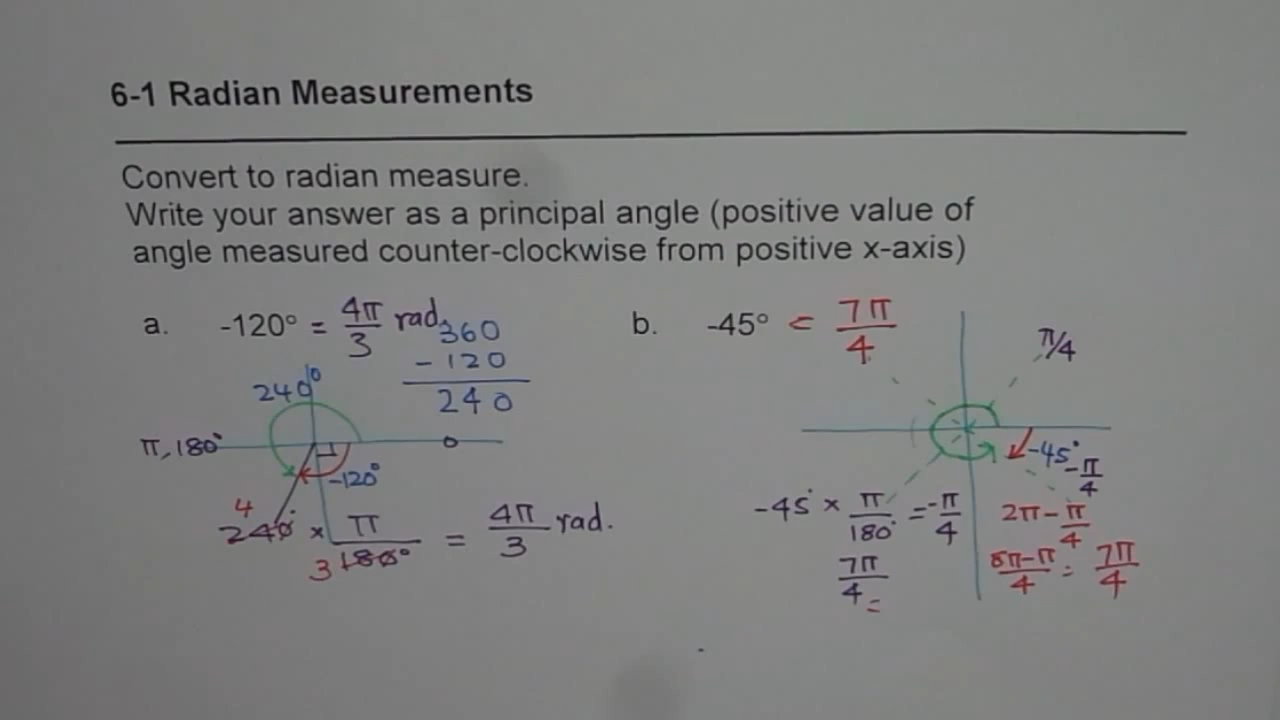 6-1 Radian Measurements
Convert to radian measure.
Write your answer as a principal angle (positive value of
angle measured counter-clockwise from positive x-axis)
a. -120° = 4π/3 rad.
360
- 120
240
240°
π, 180°
0
-120°
4
240° × π/180° = 4π/3 rad.
3
b. -45° = 7π/4
π/4
-45°
-π/4
-45° × π/180° = -π/4
7π/4 =
2π - π/4
8π-π/4 = 7π/4